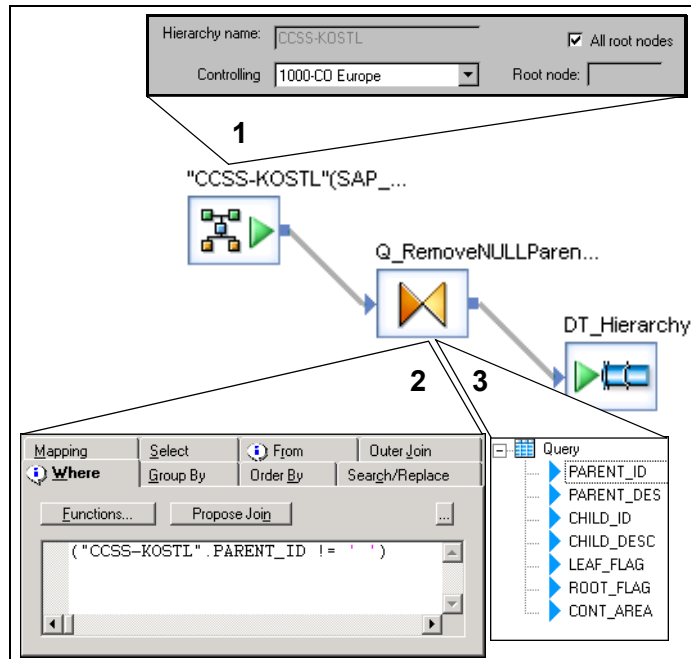 Hierarchy name: CCSS-KOSTL All root nodes
Controlling 1000-CO Europe Root node:
1
"CCSS-KOSTL"(SAP_...
Q_RemoveNULLParen...
DT_Hierarchy
2 3
Mapping Select From Outer Join
Where Group By Order By Search/Replace
Functions... Propose Join ...
("CCSS-KOSTL".PARENT_ID != ' ')
Query
PARENT_ID
PARENT_DES
CHILD_ID
CHILD_DESC
LEAF_FLAG
ROOT_FLAG
CONT_AREA